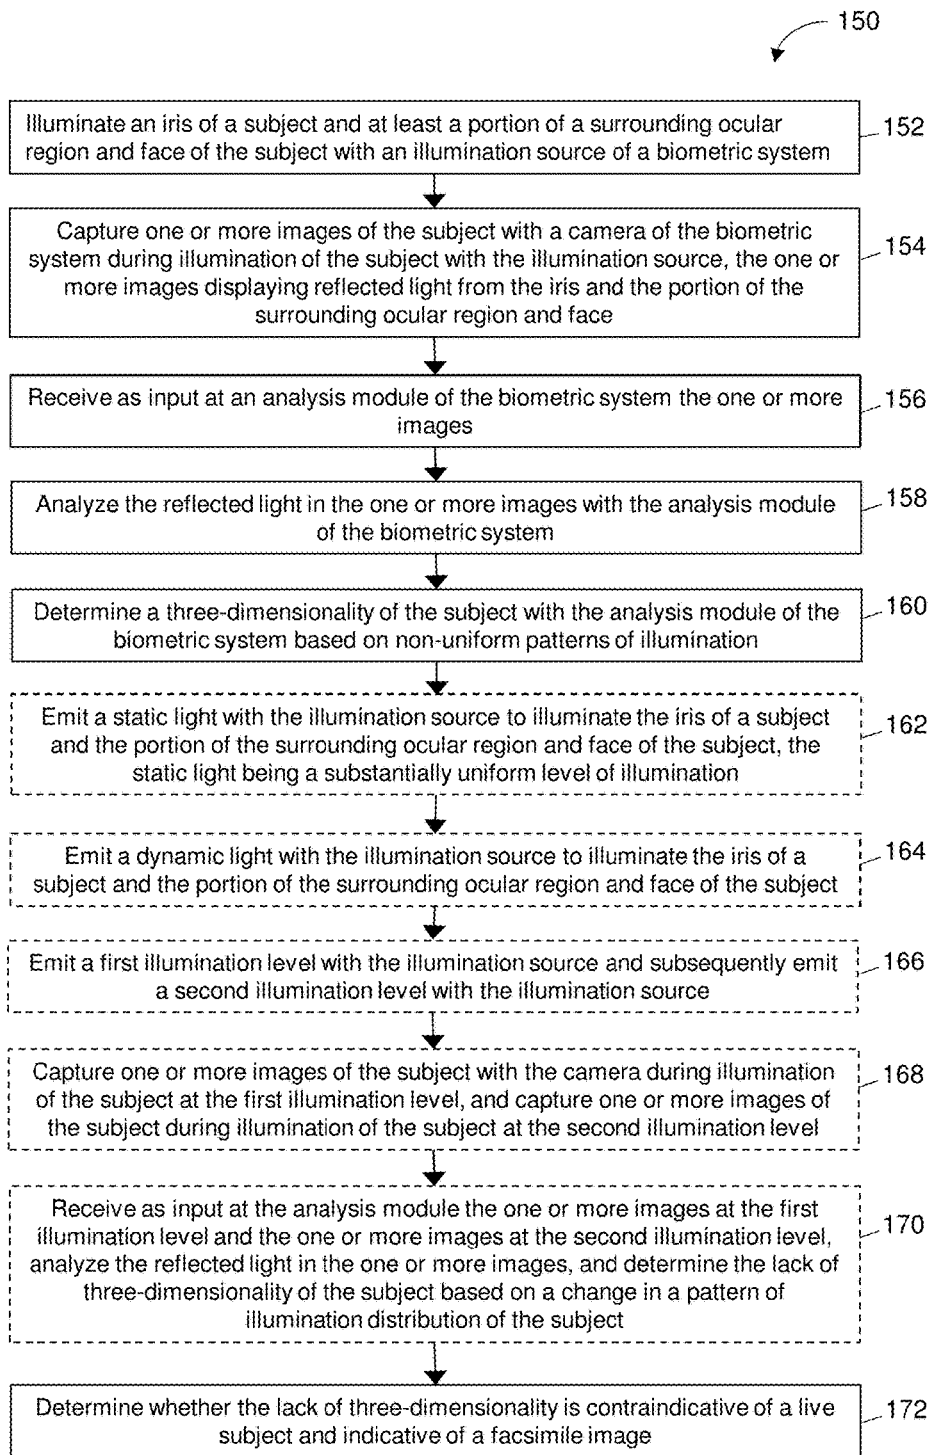 150
Illuminate an iris of a subject and at least a portion of a surrounding ocular
region and face of the subject with an illumination source of a biometric system
152
Capture one or more images of the subject with a camera of the biometric
system during illumination of the subject with the illumination source, the one or
more images displaying reflected light from the iris and the portion of the
surrounding ocular region and face
154
Receive as input at an analysis module of the biometric system the one or more
images
156
Analyze the reflected light in the one or more images with the analysis module
of the biometric system
158
Determine a three-dimensionality of the subject with the analysis module of the
biometric system based on non-uniform patterns of illumination
160
Emit a static light with the illumination source to illuminate the iris of a subject
and the portion of the surrounding ocular region and face of the subject, the
static light being a substantially uniform level of illumination
162
Emit a dynamic light with the illumination source to illuminate the iris of a
subject and the portion of the surrounding ocular region and face of the subject
164
Emit a first illumination level with the illumination source and subsequently emit
a second illumination level with the illumination source
166
Capture one or more images of the subject with the camera during illumination
of the subject at the first illumination level, and capture one or more images of
the subject during illumination of the subject at the second illumination level
168
Receive as input at the analysis module the one or more images at the first
illumination level and the one or more images at the second illumination level,
analyze the reflected light in the one or more images, and determine the lack of
three-dimensionality of the subject based on a change in a pattern of
illumination distribution of the subject
170
Determine whether the lack of three-dimensionality is contraindicative of a live
subject and indicative of a facsimile image
172